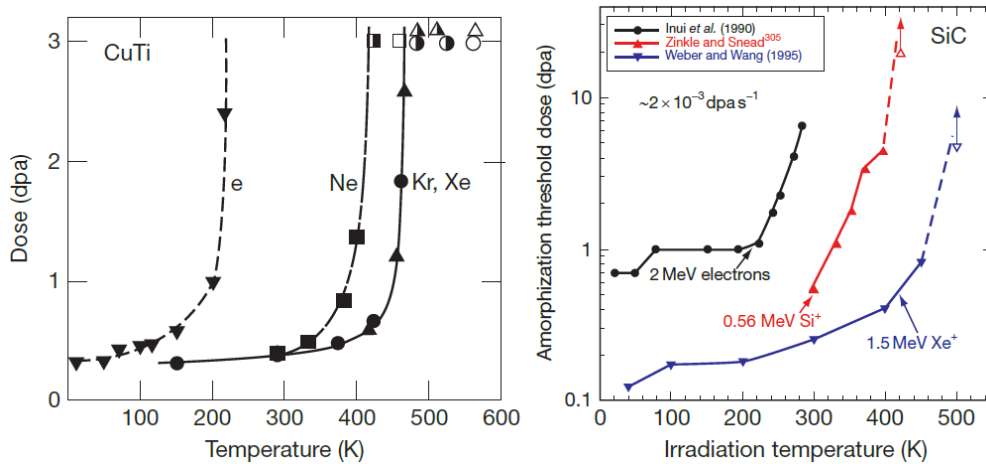 CuTi
3
2
1
0
Dose (dpa)
e
Ne
Kr, Xe
0
100
200
300
400
500
600
Temperature (K)
Inui et al. (1990)
Zinkle and Snead³⁰⁵
Weber and Wang (1995)
SiC
~2 × 10⁻³ dpa s⁻¹
10
1
0.1
Amorphization threshold dose (dpa)
2 MeV electrons
0.56 MeV Si⁺
1.5 MeV Xe⁺
0
100
200
300
400
500
Irradiation temperature (K)